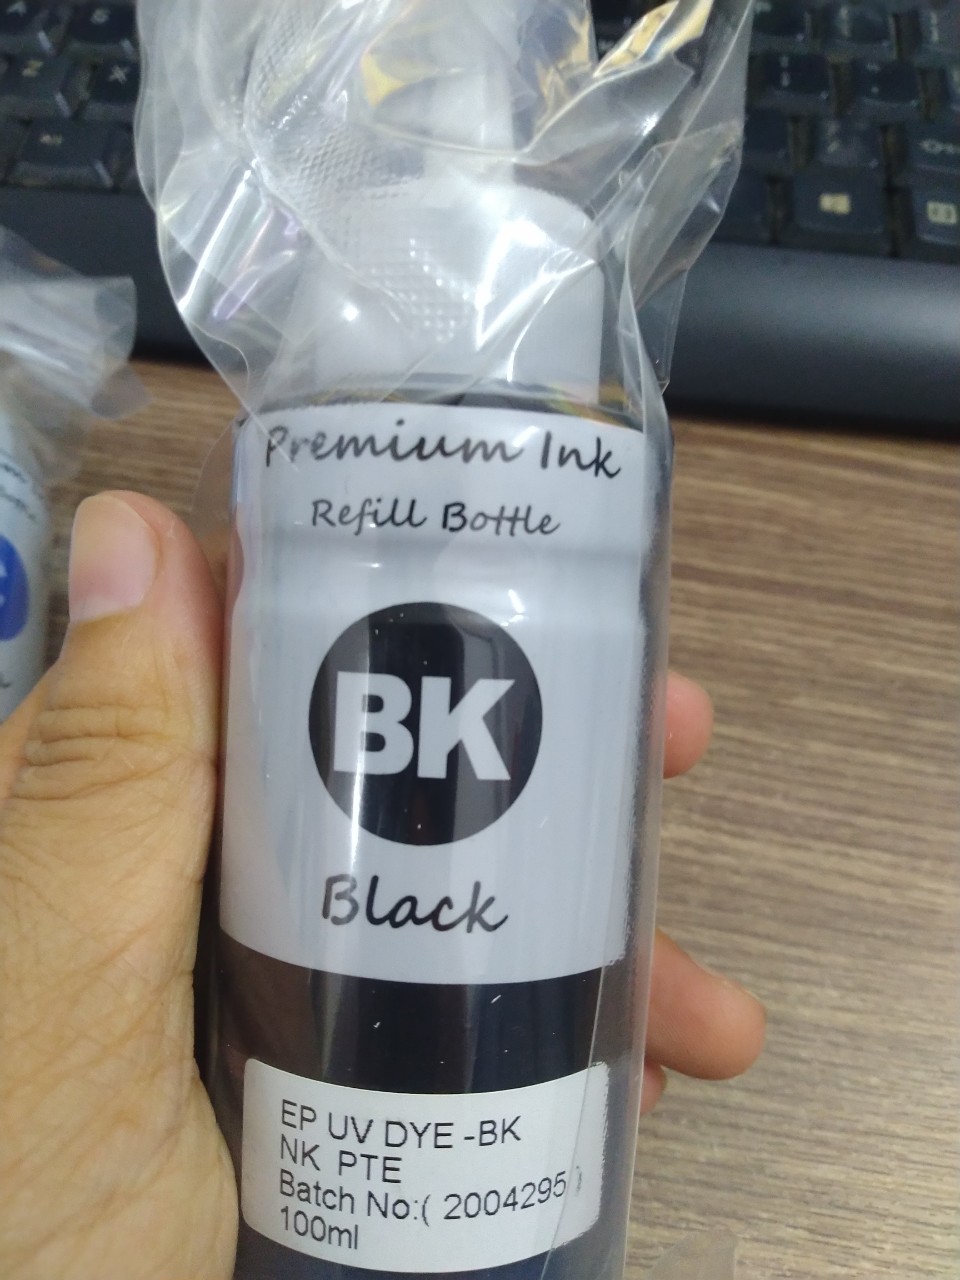 Premium Ink
Refill Bottle
BK
Black
EP UV DYE -BK
NK PTE
Batch No:( 2004295 )
100ml